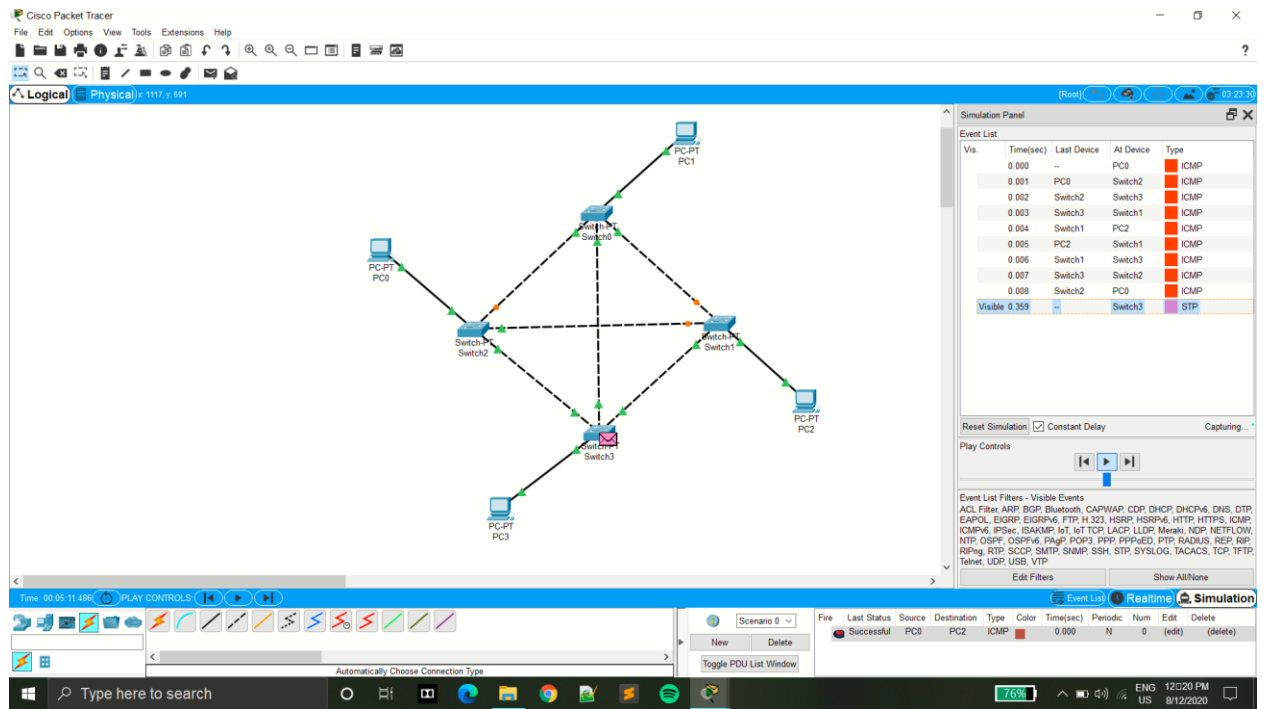 Cisco Packet Tracer
File Edit Options View Tools Extensions Help
?
Logical Physical x: 1117, y: 691 [Root] 03:23:30
PC-PT
PC1
Switch-PT
Switch0
PC-PT
PC0
Switch-PT
Switch2
Switch-PT
Switch1
PC-PT
PC2
Switch-PT
Switch3
PC-PT
PC3
Simulation Panel
Event List
Vis. Time(sec) Last Device At Device Type
0.000 -- PC0 ICMP
0.001 PC0 Switch2 ICMP
0.002 Switch2 Switch3 ICMP
0.003 Switch3 Switch1 ICMP
0.004 Switch1 PC2 ICMP
0.005 PC2 Switch1 ICMP
0.006 Switch1 Switch3 ICMP
0.007 Switch3 Switch2 ICMP
0.008 Switch2 PC0 ICMP
Visible 0.359 -- Switch3 STP
Reset Simulation Constant Delay Capturing...
Play Controls
Event List Filters - Visible Events
ACL Filter, ARP, BGP, Bluetooth, CAPWAP, CDP, DHCP, DHCPv6, DNS, DTP,
EAPOL, EIGRP, EIGRPv6, FTP, H.323, HSRP, HSRPv6, HTTP, HTTPS, ICMP,
ICMPv6, IPSec, ISAKMP, IoT, IoT TCP, LACP, LLDP, Meraki, NDP, NETFLOW,
NTP, OSPF, OSPFv6, PAgP, POP3, PPP, PPPoED, PTP, RADIUS, REP, RIP,
RIPng, RTP, SCCP, SMTP, SNMP, SSH, STP, SYSLOG, TACACS, TCP, TFTP,
Telnet, UDP, USB, VTP
Edit Filters Show All/None
Time: 00:05:11.486 PLAY CONTROLS: Event List Realtime Simulation
Scenario 0
New Delete
Toggle PDU List Window
Fire Last Status Source Destination Type Color Time(sec) Periodic Num Edit Delete
Successful PC0 PC2 ICMP 0.000 N 0 (edit) (delete)
Automatically Choose Connection Type
Type here to search
76%
ENG
US
12□20 PM
8/12/2020